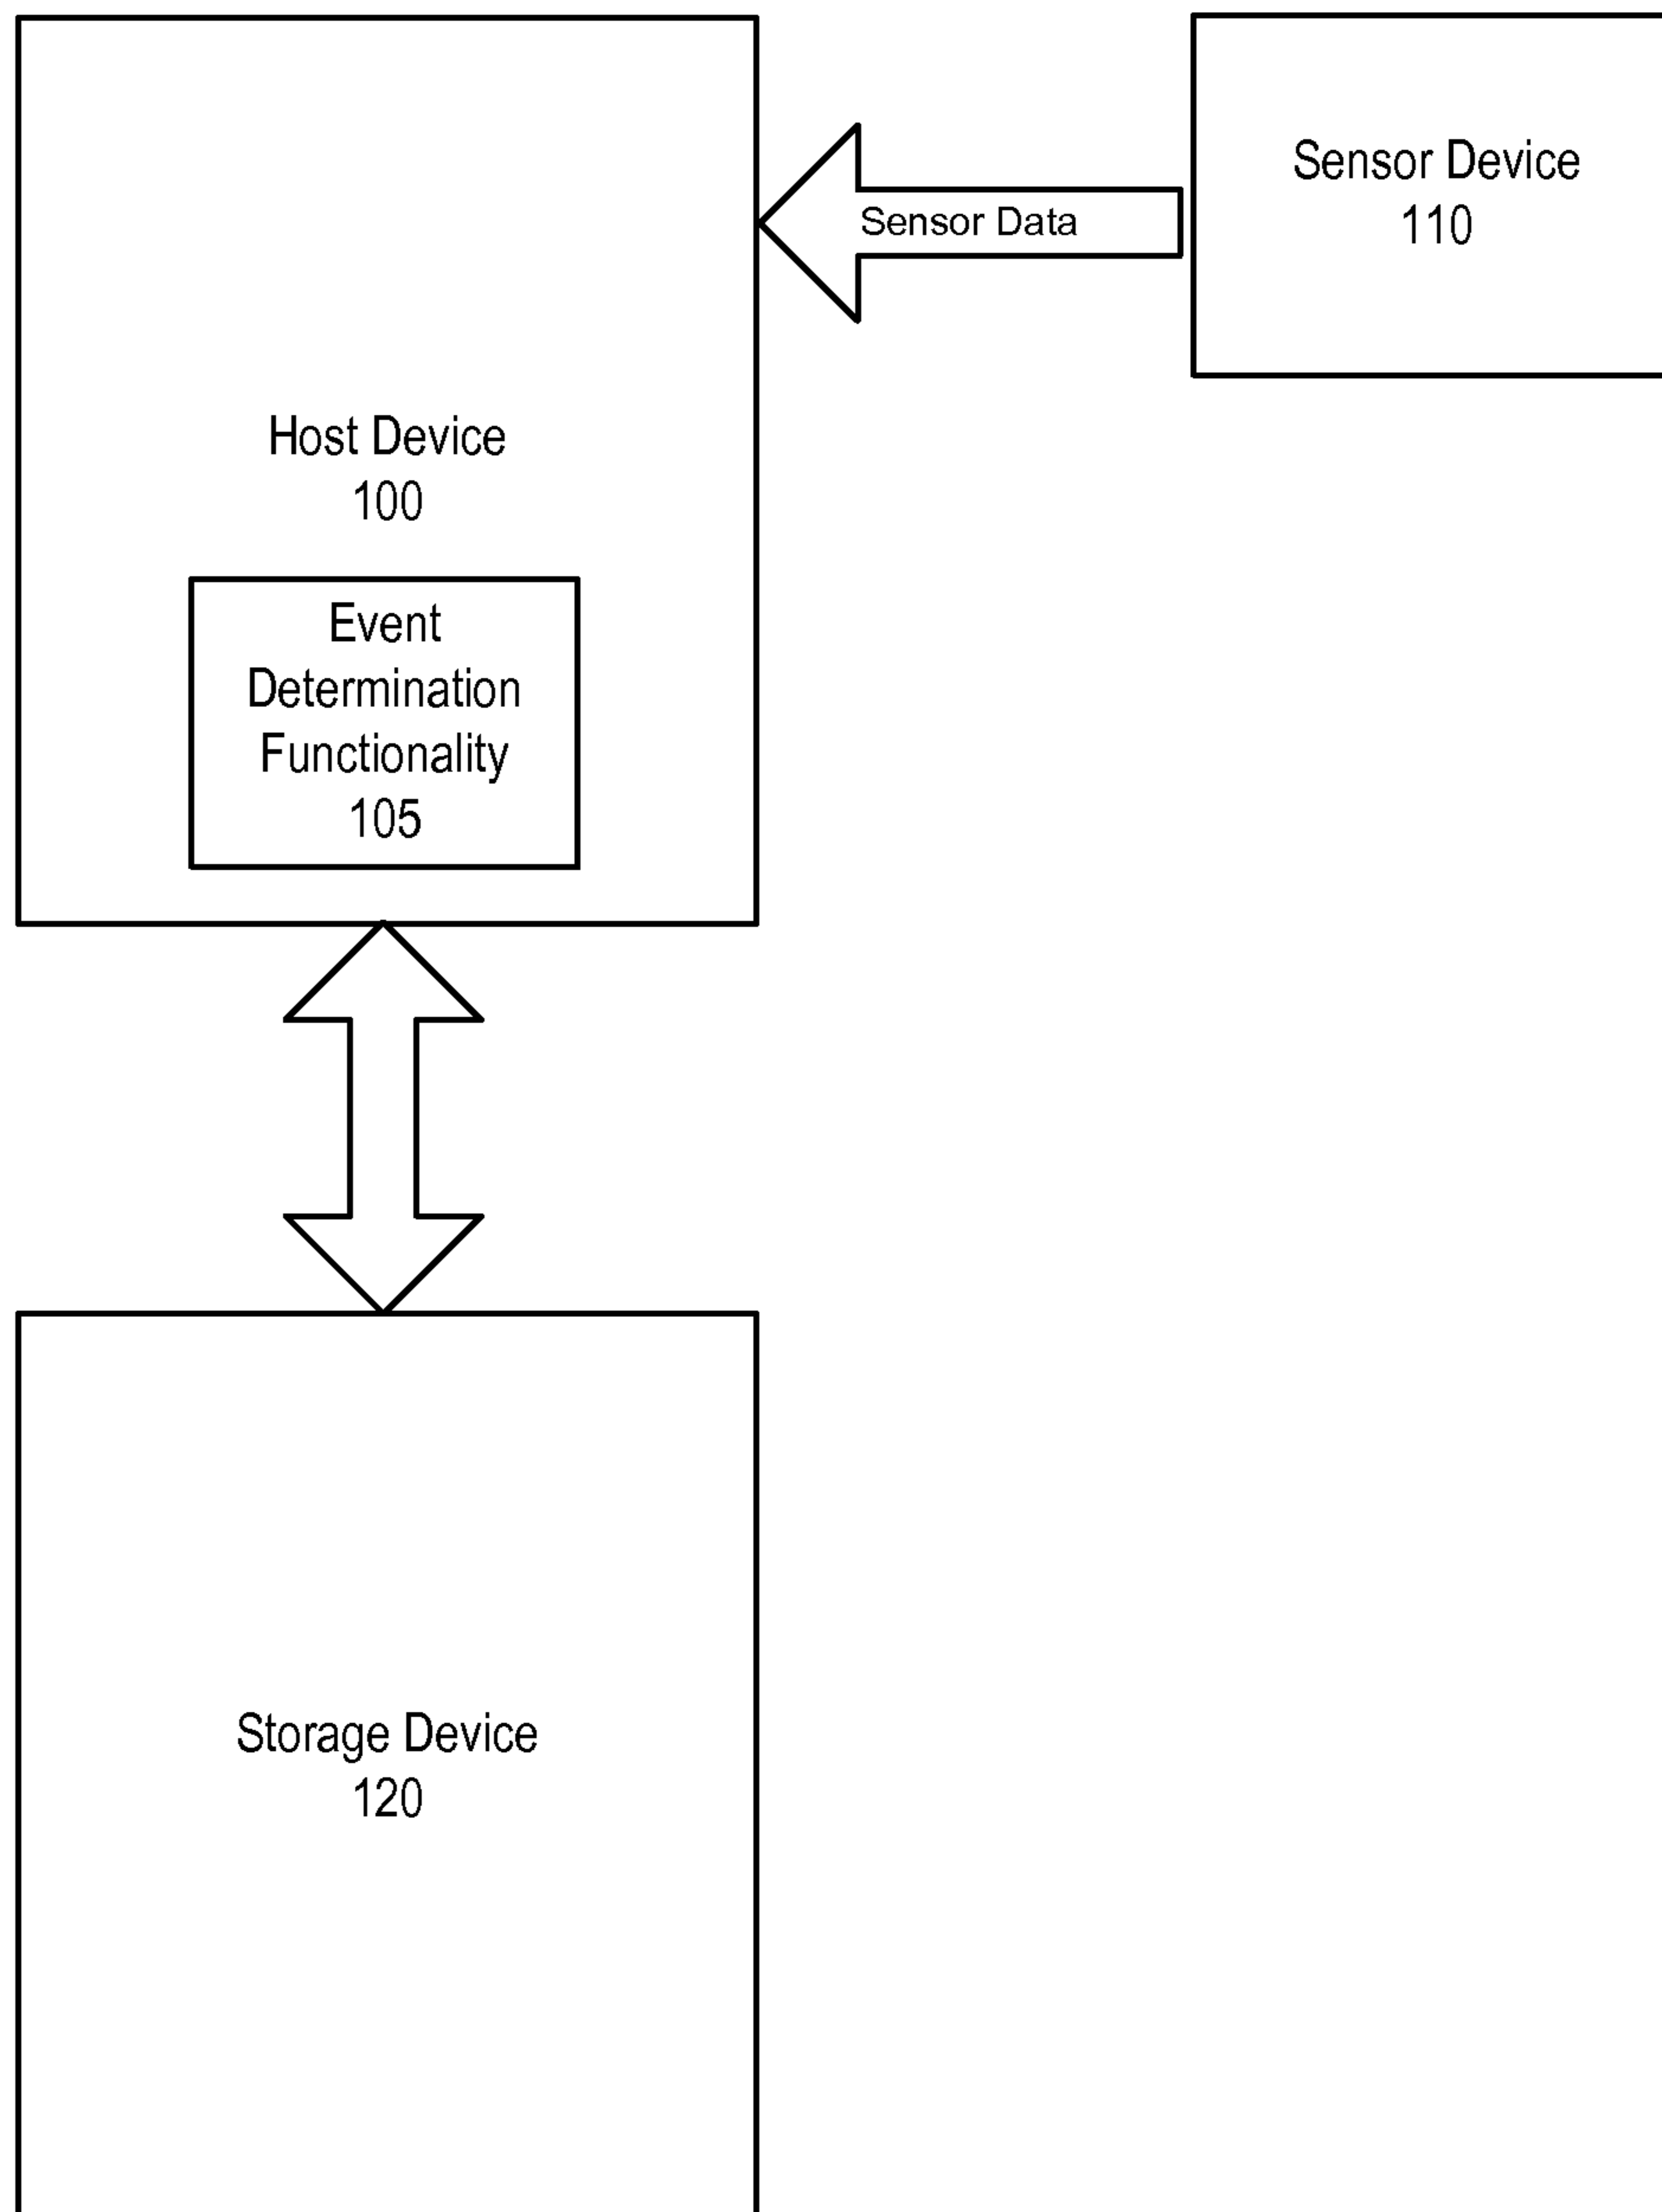 Sensor Device
110
Sensor Data
Host Device
100
Event
Determination
Functionality
105
Storage Device
120